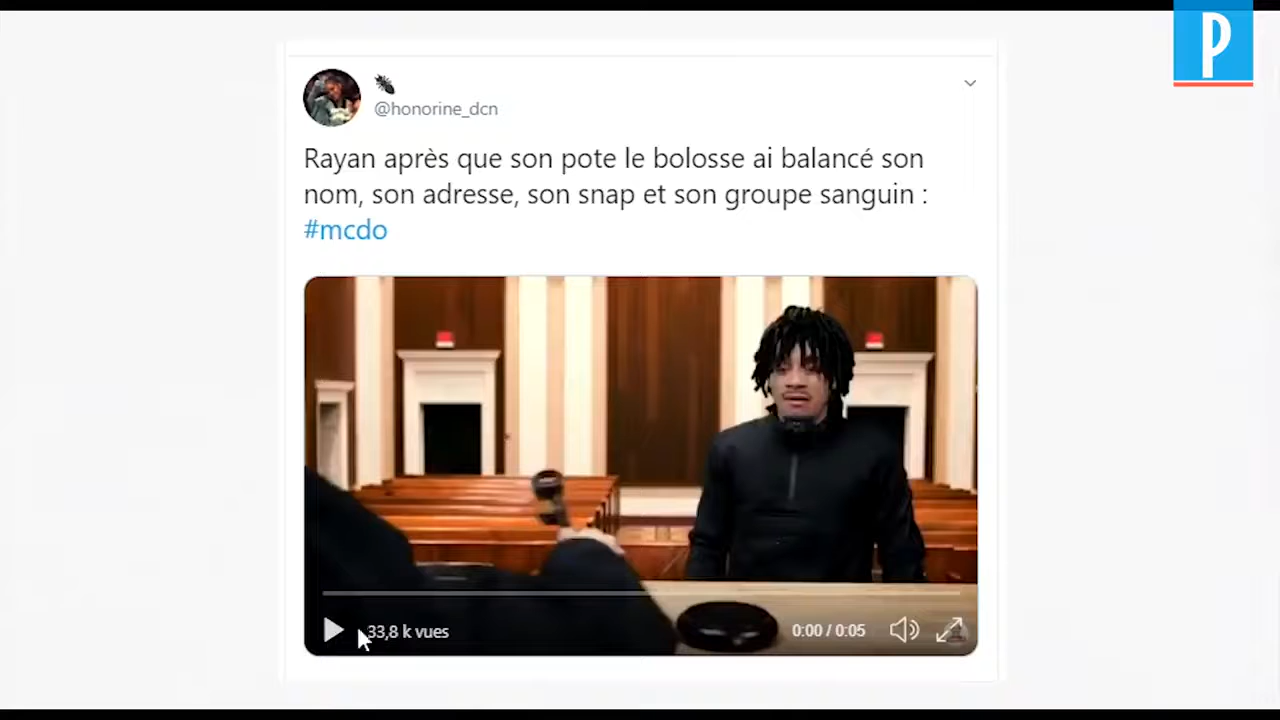 P
@honorine_dcn
Rayan après que son pote le bolosse ai balancé son
nom, son adresse, son snap et son groupe sanguin :
#mcdo
33,8 k vues
0:00 / 0:05